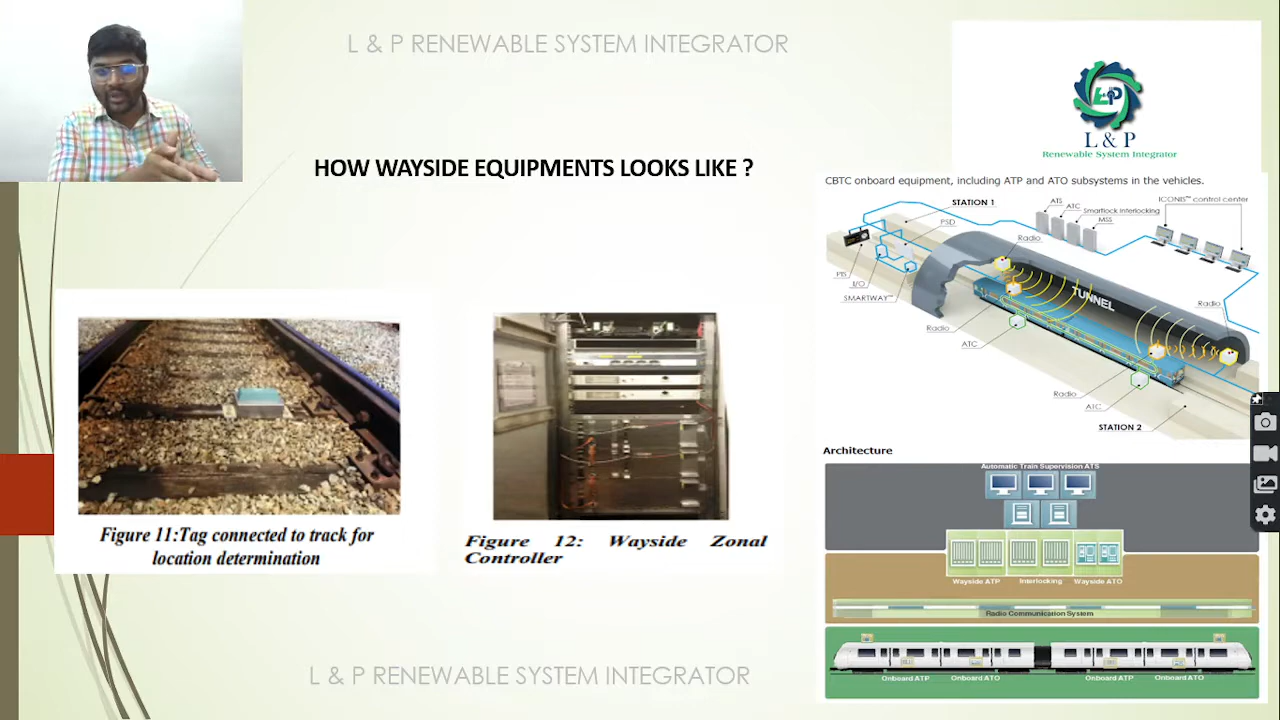 L & P RENEWABLE SYSTEM INTEGRATOR
L&P
L & P
Renewable System Integrator
HOW WAYSIDE EQUIPMENTS LOOKS LIKE ?
CBTC onboard equipment, including ATP and ATO subsystems in the vehicles.
STATION 1
PSD
ATS
ATC
Smartlock interlocking
MSS
ICONIS™ control center
Radio
PIS
I/O
SMARTWAY™
TUNNEL
Radio
Radio
ATC
Radio
ATC
STATION 2
Architecture
Automatic Train Supervision ATS
Wayside ATP
Interlocking
Wayside ATO
Radio Communication System
Onboard ATP
Onboard ATO
Onboard ATP
Onboard ATO
Figure 11:Tag connected to track for
location determination
Figure 12: Wayside Zonal
Controller
L & P RENEWABLE SYSTEM INTEGRATOR